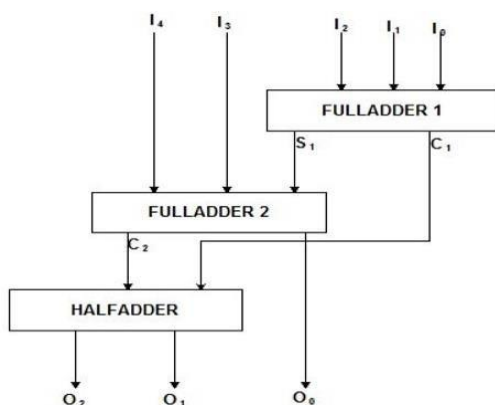 I₄ I₃ I₂ I₁ I₀
FULLADDER 1
S₁ C₁
FULLADDER 2
C₂
HALFADDER
O₂ O₁ O₀